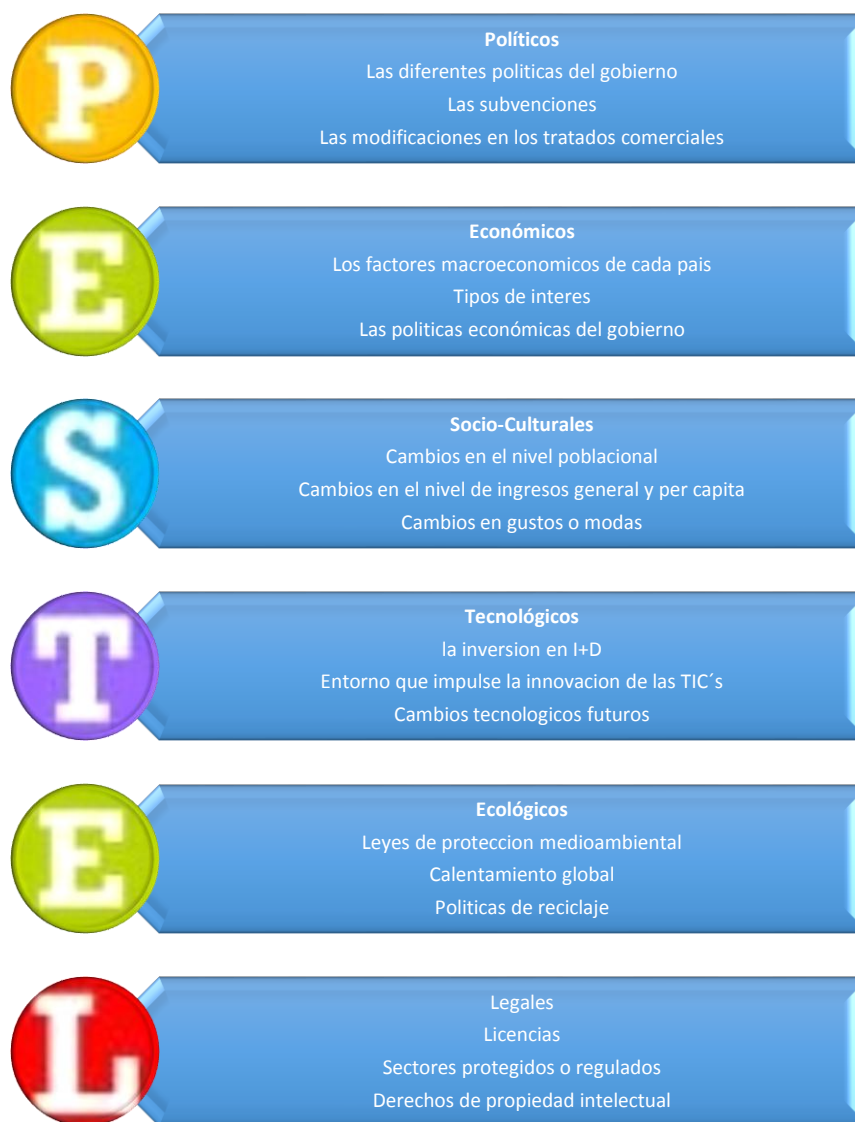 P
Políticos
Las diferentes politicas del gobierno
Las subvenciones
Las modificaciones en los tratados comerciales
E
Económicos
Los factores macroeconomicos de cada pais
Tipos de interes
Las politicas económicas del gobierno
S
Socio-Culturales
Cambios en el nivel poblacional
Cambios en el nivel de ingresos general y per capita
Cambios en gustos o modas
T
Tecnológicos
la inversion en I+D
Entorno que impulse la innovacion de las TIC´s
Cambios tecnologicos futuros
E
Ecológicos
Leyes de proteccion medioambiental
Calentamiento global
Politicas de reciclaje
L
Legales
Licencias
Sectores protegidos o regulados
Derechos de propiedad intelectual